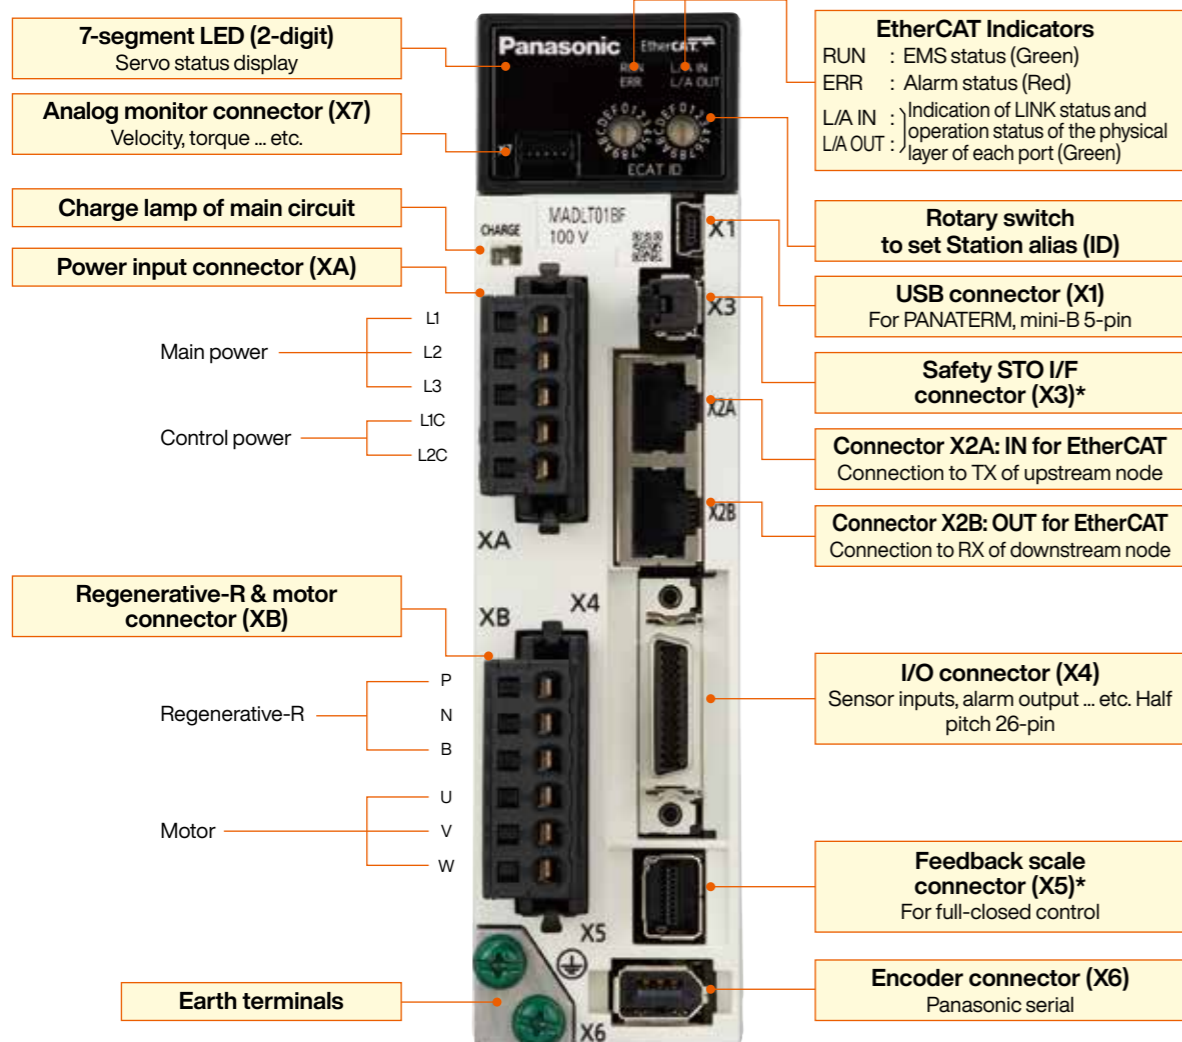 7-segment LED (2-digit)
Servo status display
Analog monitor connector (X7)
Velocity, torque ... etc.
Charge lamp of main circuit
Power input connector (XA)
Main power
L1
L2
L3
Control power
L1C
L2C
Regenerative-R & motor
connector (XB)
Regenerative-R
P
N
B
Motor
U
V
W
Earth terminals
Panasonic
EtherCAT
RUN
ERR
L/A IN
L/A OUT
X7
ECAT ID
CHARGE
MADLT01BF
100 V
X1
X3
X2A
X2B
XA
XB
X4
X5
X6
EtherCAT Indicators
RUN : EMS status (Green)
ERR : Alarm status (Red)
L/A IN :
L/A OUT :
Indication of LINK status and
operation status of the physical
layer of each port (Green)
Rotary switch
to set Station alias (ID)
USB connector (X1)
For PANATERM, mini-B 5-pin
Safety STO I/F
connector (X3)*
Connector X2A: IN for EtherCAT
Connection to TX of upstream node
Connector X2B: OUT for EtherCAT
Connection to RX of downstream node
I/O connector (X4)
Sensor inputs, alarm output ... etc. Half
pitch 26-pin
Feedback scale
connector (X5)*
For full-closed control
Encoder connector (X6)
Panasonic serial